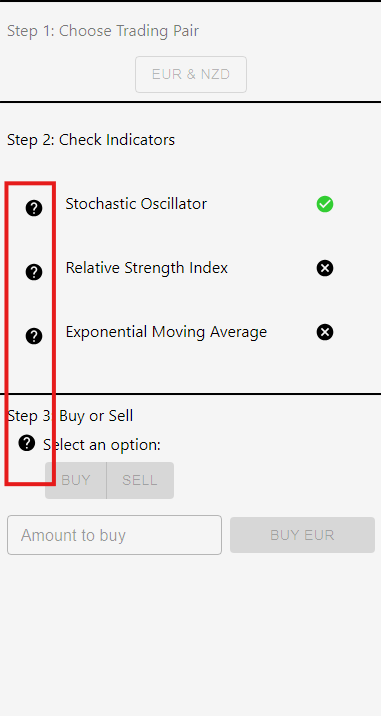 Step 1: Choose Trading Pair
EUR & NZD
Step 2: Check Indicators
? Stochastic Oscillator
? Relative Strength Index
? Exponential Moving Average
Step 3: Buy or Sell
? Select an option:
BUY SELL
Amount to buy BUY EUR